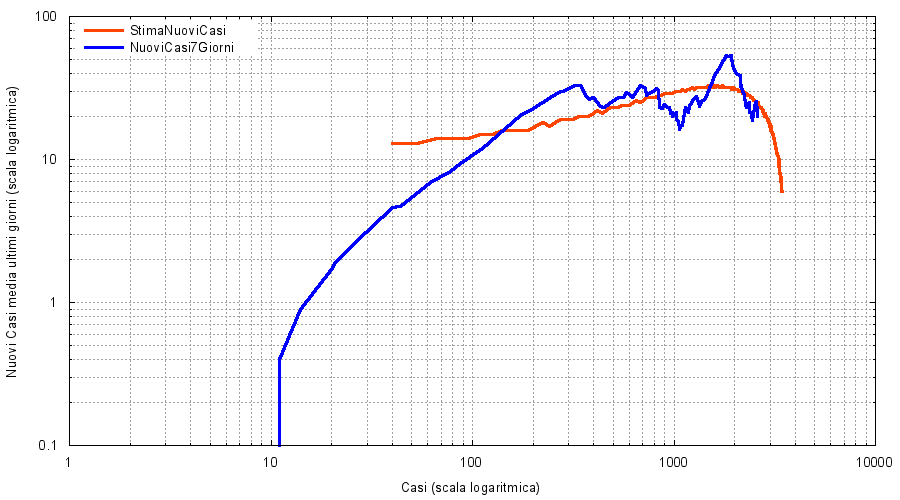 100
StimaNuoviCasi
NuoviCasi7Giorni
10
1
0.1
Nuovi Casi media ultimi giorni (scala logaritmica)
1
10
100
1000
10000
Casi (scala logaritmica)